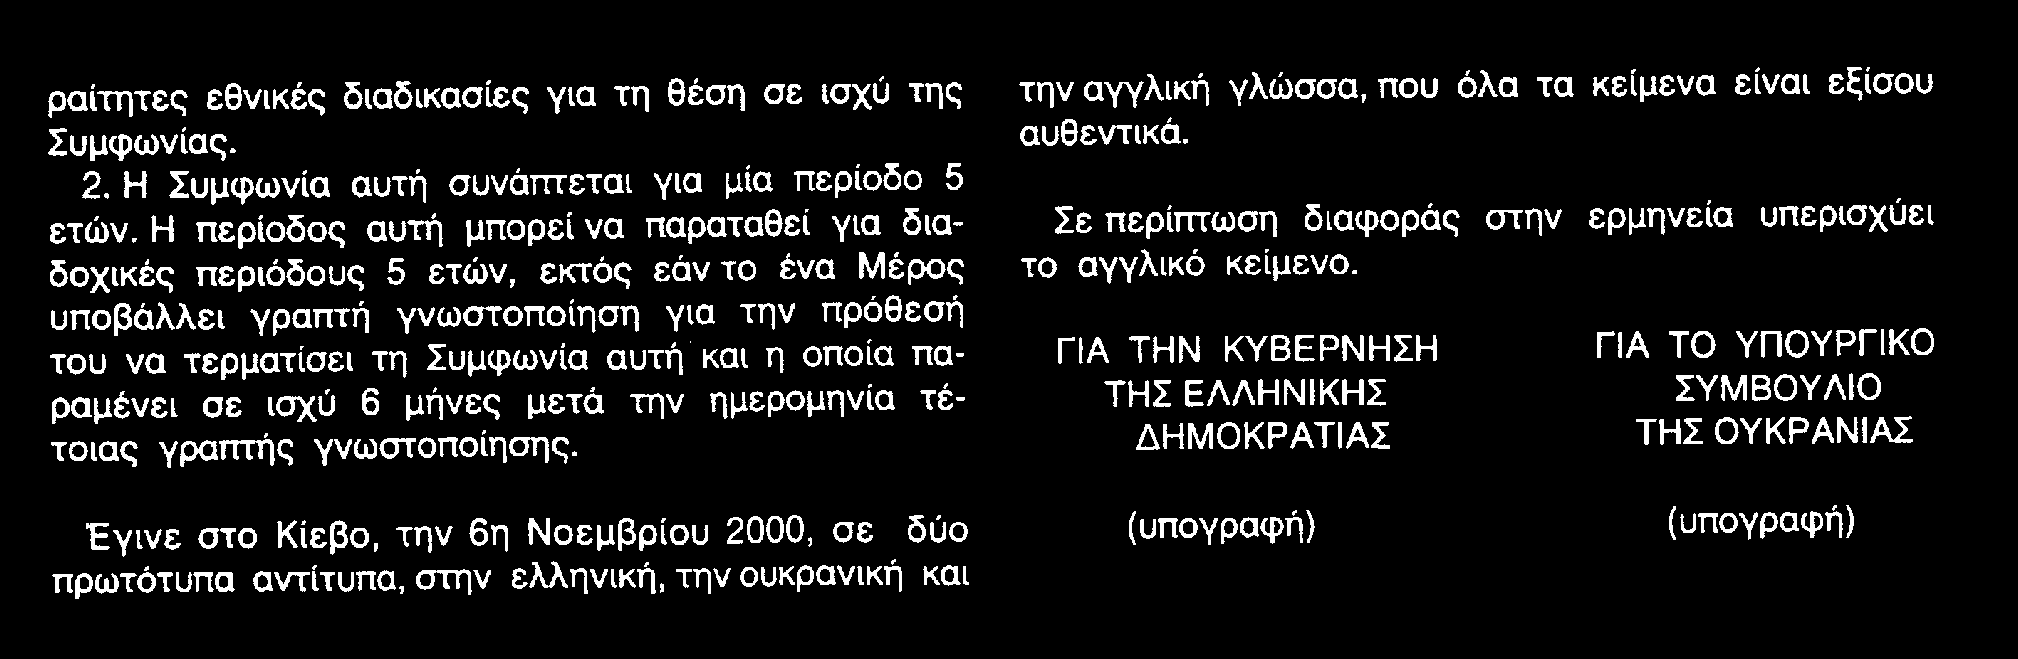 ραίτητες εθνικές διαδικασίες για τη θέση σε ισχύ της
Συμφωνίας.
2. Η Συμφωνία αυτή συνάπτεται για μία περίοδο 5
ετών. Η περίοδος αυτή μπορεί να παραταθεί για δια-
δοχικές περιόδους 5 ετών, εκτός εάν το ένα Μέρος
υποβάλλει γραπτή γνωστοποίηση για την πρόθεσή
του να τερματίσει τη Συμφωνία αυτή και η οποία πα-
ραμένει σε ισχύ 6 μήνες μετά την ημερομηνία τέ-
τοιας γραπτής γνωστοποίησης.
Έγινε στο Κίεβο, την 6η Νοεμβρίου 2000, σε δύο
πρωτότυπα αντίτυπα, στην ελληνική, την ουκρανική και
την αγγλική γλώσσα, που όλα τα κείμενα είναι εξίσου
αυθεντικά.
Σε περίπτωση διαφοράς στην ερμηνεία υπερισχύει
το αγγλικό κείμενο.
ΓΙΑ ΤΗΝ ΚΥΒΕΡΝΗΣΗ
ΤΗΣ ΕΛΛΗΝΙΚΗΣ
ΔΗΜΟΚΡΑΤΙΑΣ
(υπογραφή)
ΓΙΑ ΤΟ ΥΠΟΥΡΓΙΚΟ
ΣΥΜΒΟΥΛΙΟ
ΤΗΣ ΟΥΚΡΑΝΙΑΣ
(υπογραφή)